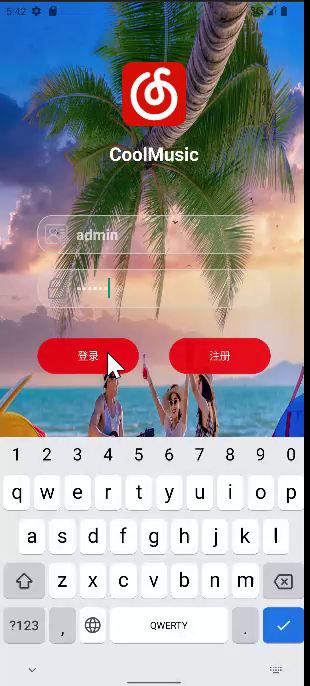 5:42
3G
CoolMusic
admin
••••••
登录 注册
1 2 3 4 5 6 7 8 9 0
q w e r t y u i o p
a s d f g h j k l
z x c v b n m
?123 , QWERTY .